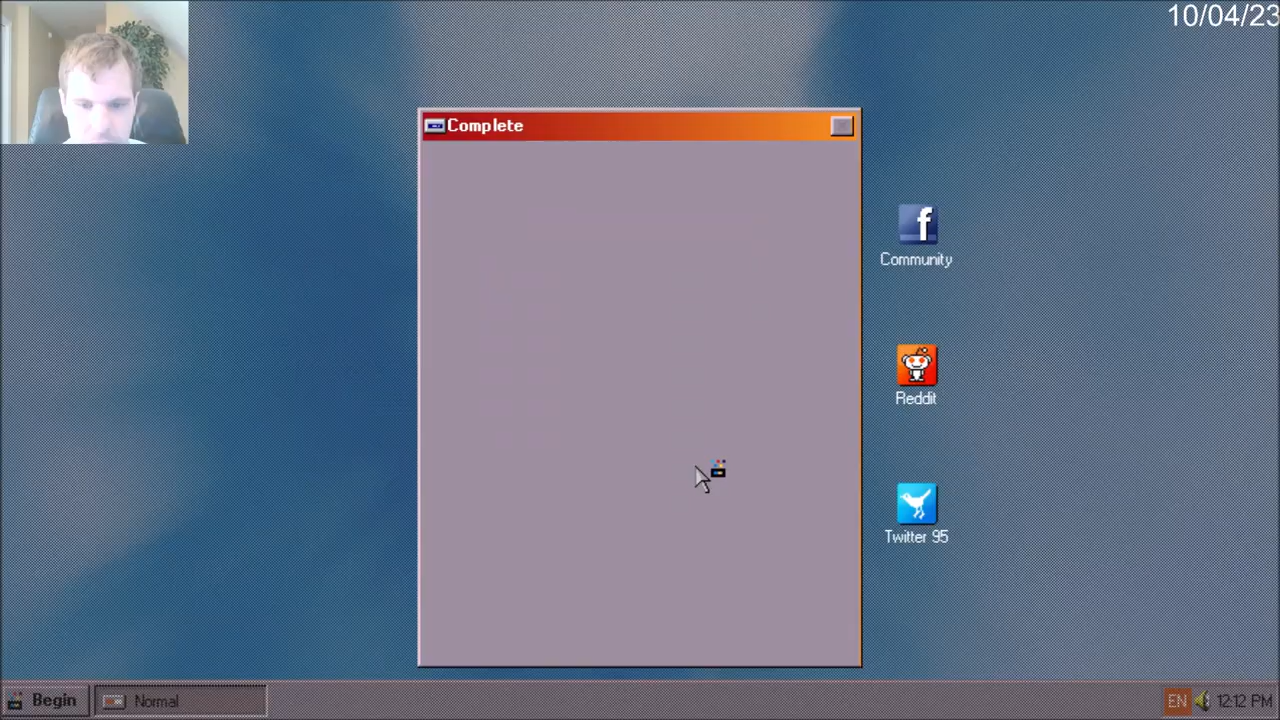 10/04/23
Complete
f
Community
Reddit
Twitter 95
Begin
Normal
EN
12:12 PM